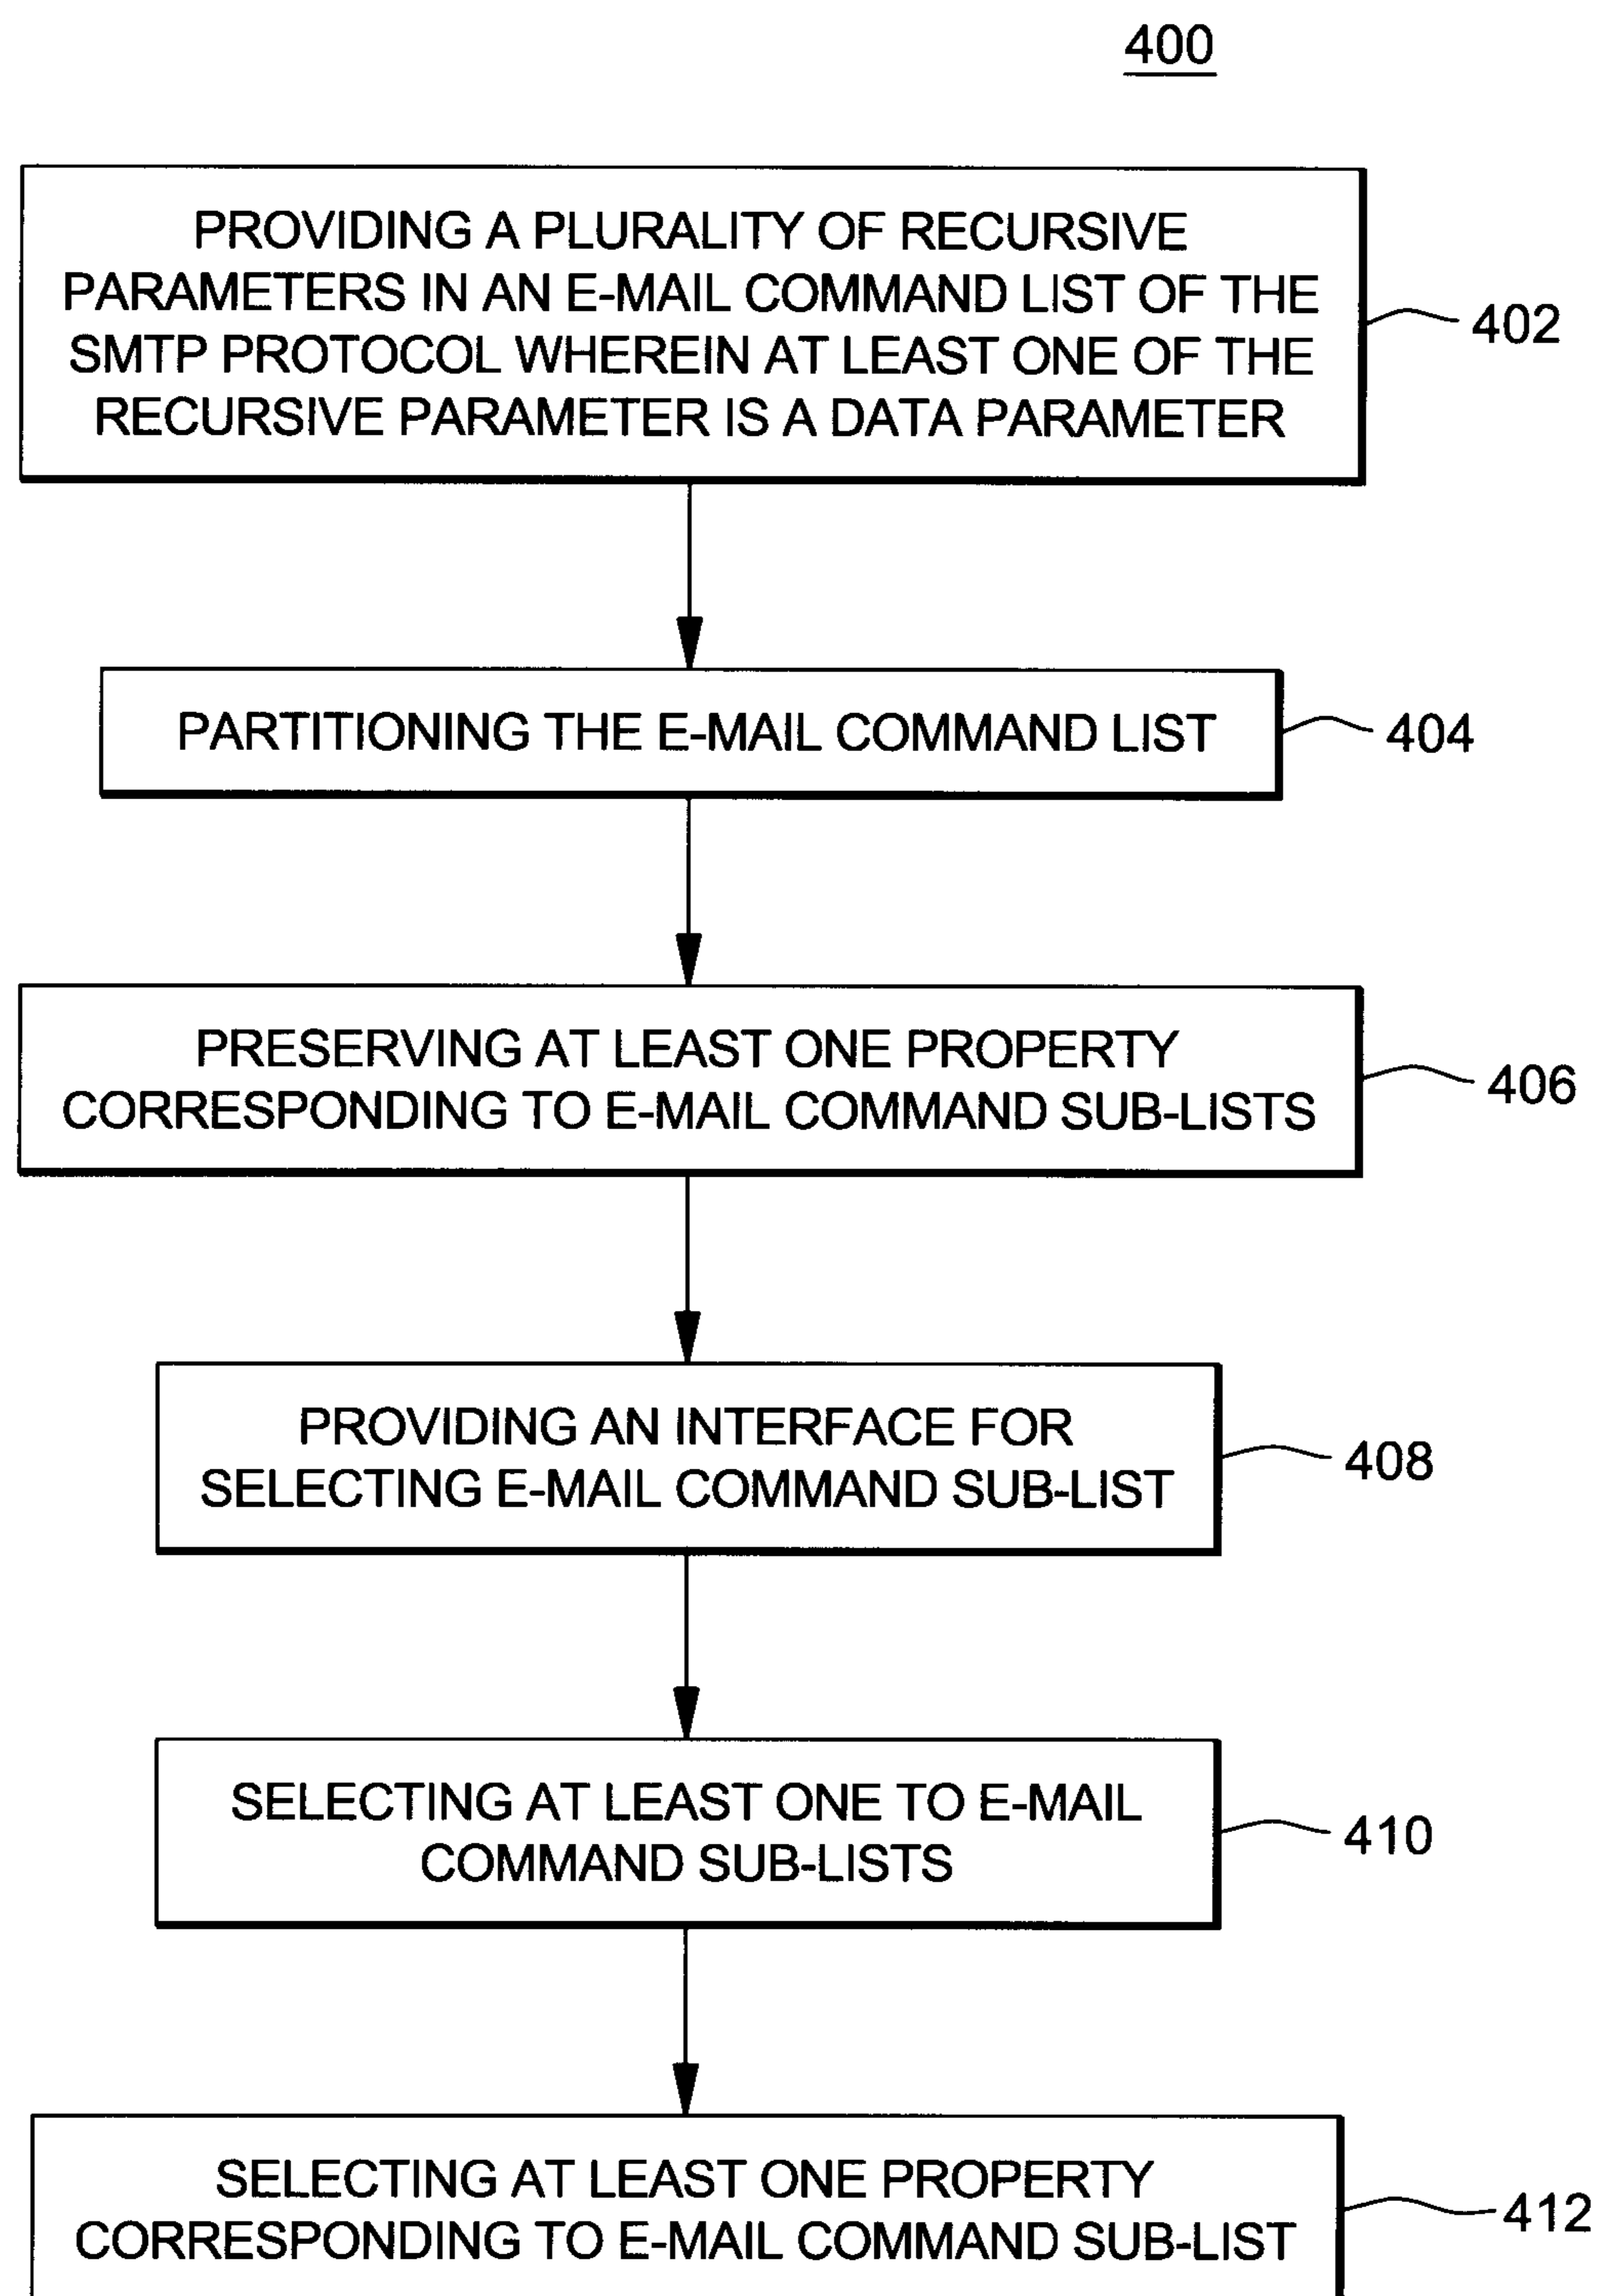 400
PROVIDING A PLURALITY OF RECURSIVE
PARAMETERS IN AN E-MAIL COMMAND LIST OF THE
SMTP PROTOCOL WHEREIN AT LEAST ONE OF THE
RECURSIVE PARAMETER IS A DATA PARAMETER
402
PARTITIONING THE E-MAIL COMMAND LIST
404
PRESERVING AT LEAST ONE PROPERTY
CORRESPONDING TO E-MAIL COMMAND SUB-LISTS
406
PROVIDING AN INTERFACE FOR
SELECTING E-MAIL COMMAND SUB-LIST
408
SELECTING AT LEAST ONE TO E-MAIL
COMMAND SUB-LISTS
410
SELECTING AT LEAST ONE PROPERTY
CORRESPONDING TO E-MAIL COMMAND SUB-LIST
412